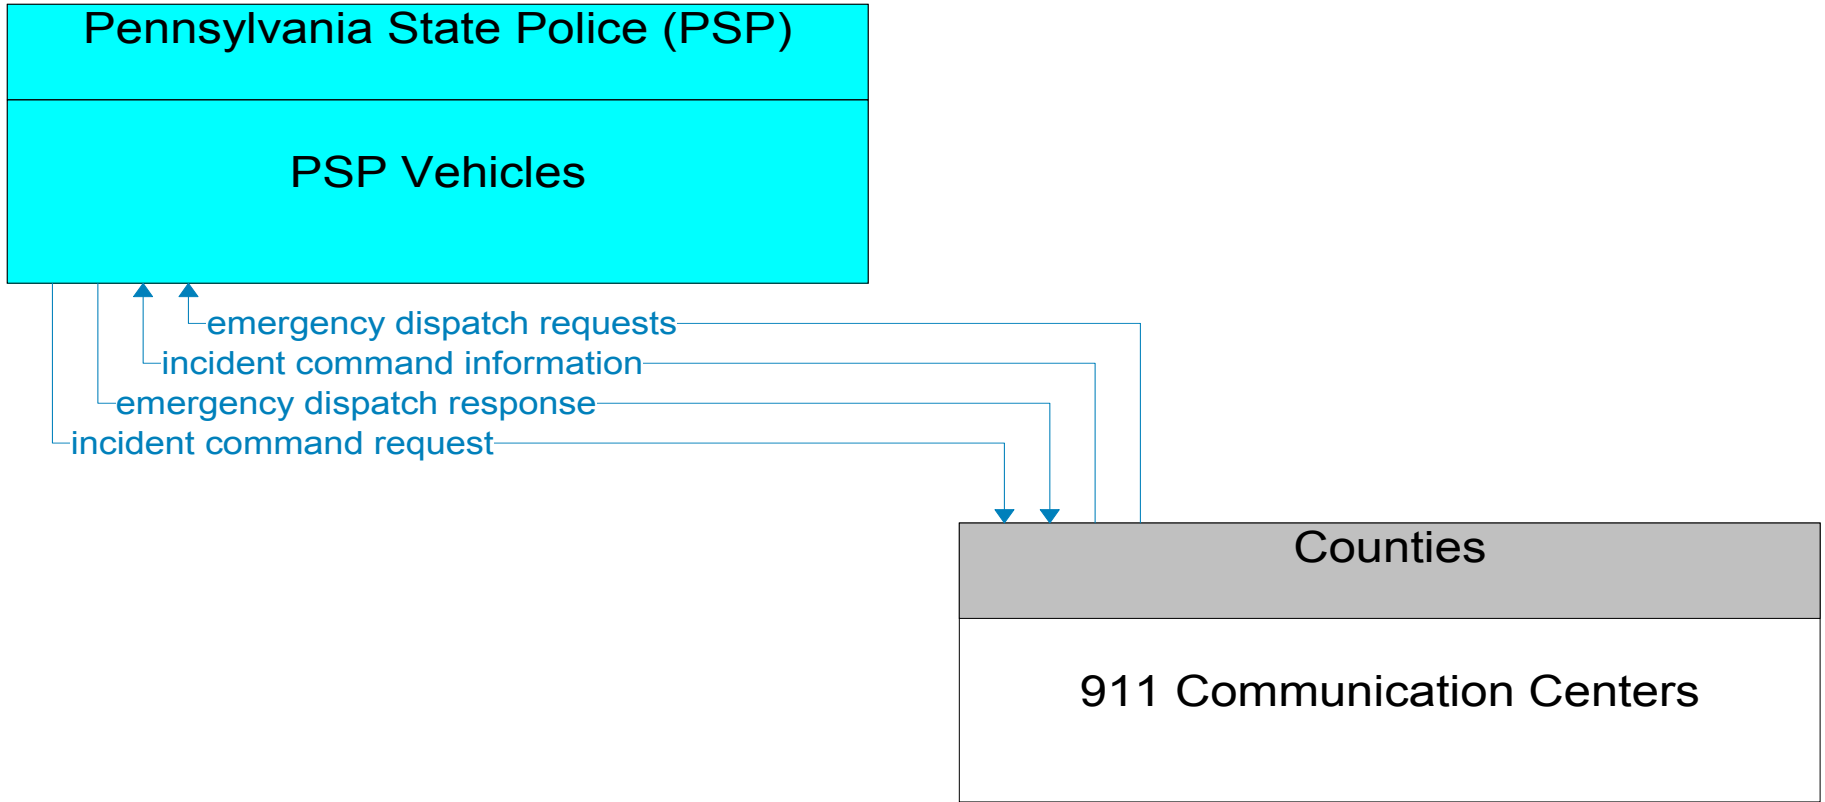 Pennsylvania State Police (PSP)
PSP Vehicles
emergency dispatch requests
incident command information
emergency dispatch response
incident command request
Counties
911 Communication Centers